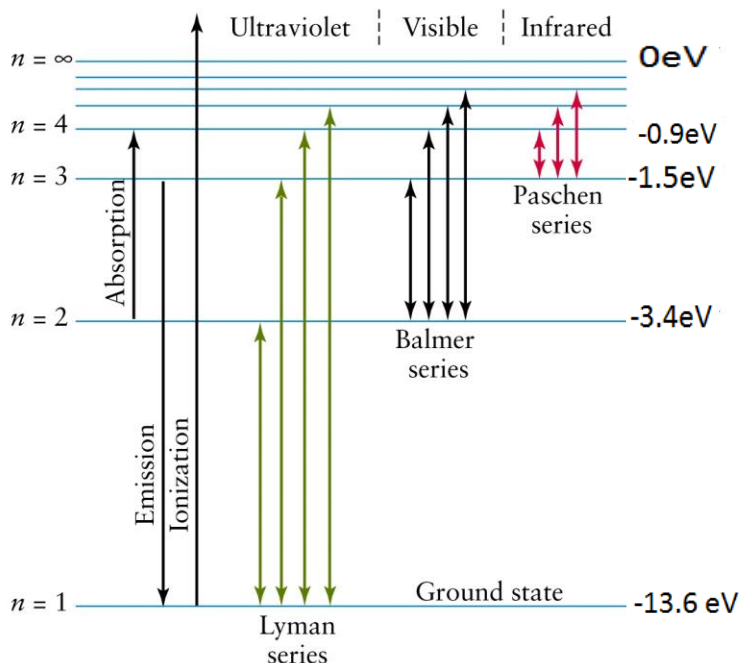 Ultraviolet Visible Infrared
n = ∞ 0eV
n = 4 -0.9eV
n = 3 -1.5eV
Absorption
Paschen
series
n = 2 -3.4eV
Balmer
series
Emission
Ionization
Ground state
n = 1 -13.6 eV
Lyman
series